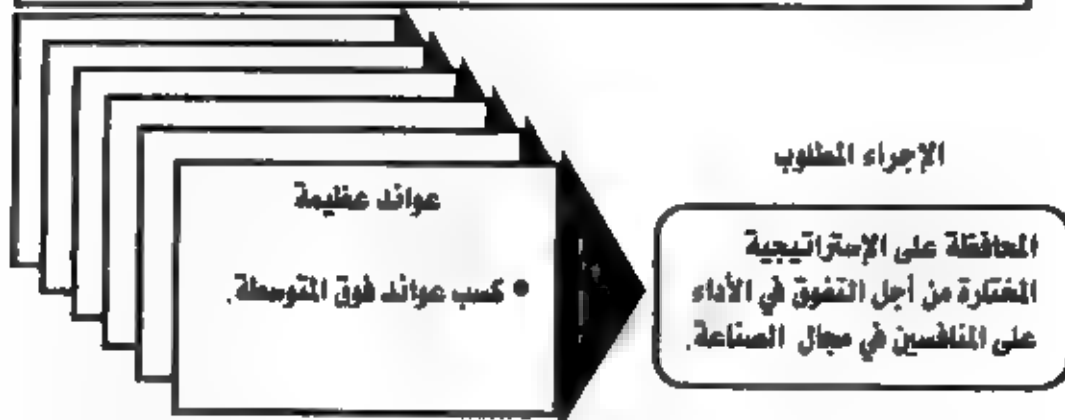 الإجراء المطلوب
عوائد عظيمة
المحافظة على الإستراتيجية
المختارة من أجل التفوق في الأداء
على المنافسين في مجال الصناعة.
• كسب عوائد فوق المتوسطة.